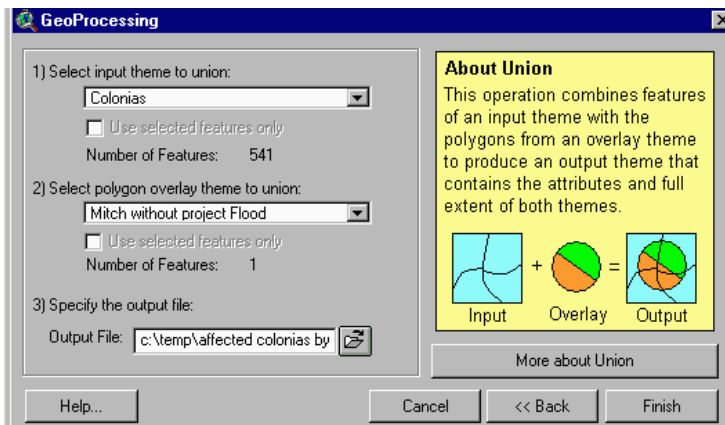 GeoProcessing
1) Select input theme to union:
Colonias
Use selected features only
Number of Features: 541
2) Select polygon overlay theme to union:
Mitch without project Flood
Use selected features only
Number of Features: 1
3) Specify the output file:
Output File: c:\temp\affected colonias by
About Union
This operation combines features
of an input theme with the
polygons from an overlay theme
to produce an output theme that
contains the attributes and full
extent of both themes.
+ =
Input Overlay Output
More about Union
Help... Cancel << Back Finish